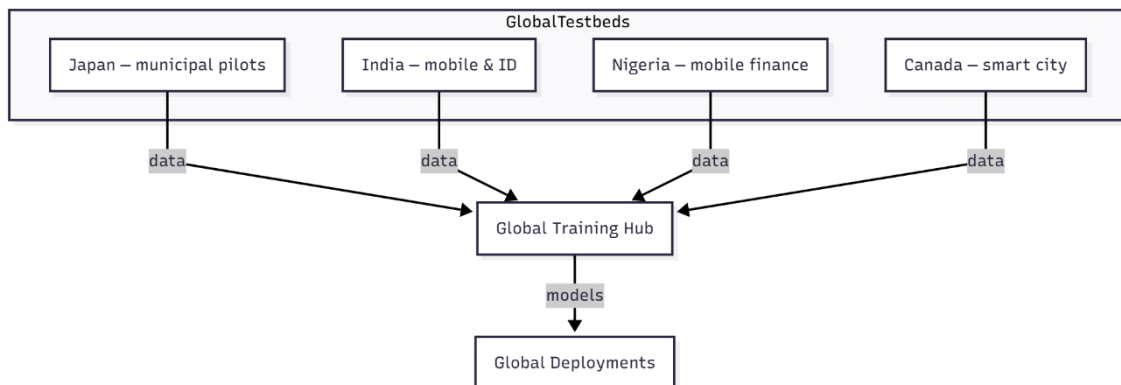 GlobalTestbeds
Japan — municipal pilots
India — mobile & ID
Nigeria — mobile finance
Canada — smart city
data
data
data
data
Global Training Hub
models
Global Deployments